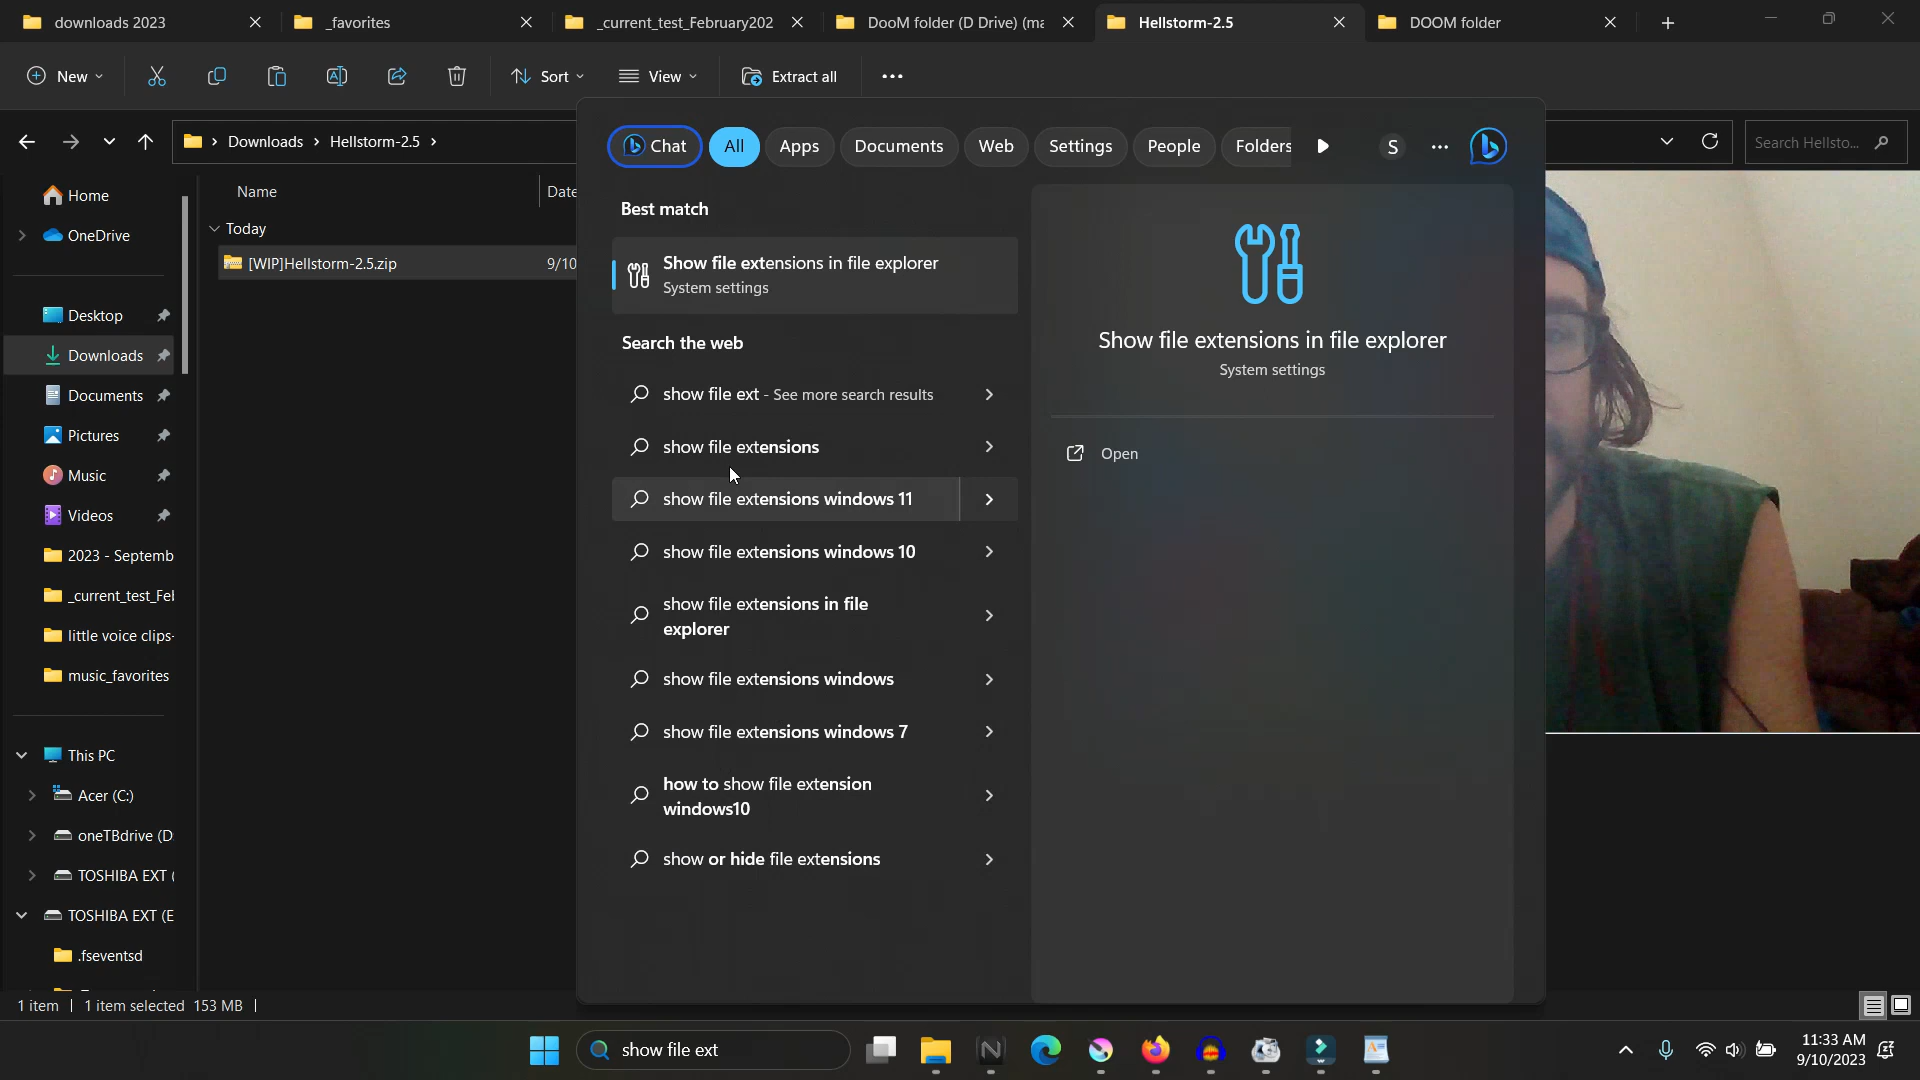 downloads 2023
_favorites
_current_test_February202
DooM folder (D Drive) (ma
Hellstorm-2.5
DOOM folder
New
Sort
View
Extract all
Downloads
Hellstorm-2.5
Search Hellsto...
Chat
All
Apps
Documents
Web
Settings
People
Folders
S
Home
OneDrive
Desktop
Downloads
Documents
Pictures
Music
Videos
2023 - Septemb
_current_test_Fel
little voice clips-
music_favorites
This PC
Acer (C:)
oneTBdrive (D:
TOSHIBA EXT (
TOSHIBA EXT (E
.fseventsd
Name
Date
Today
[WIP]Hellstorm-2.5.zip
9/10
Best match
Show file extensions in file explorer
System settings
Search the web
show file ext - See more search results
show file extensions
show file extensions windows 11
show file extensions windows 10
show file extensions in file
explorer
show file extensions windows
show file extensions windows 7
how to show file extension
windows10
show or hide file extensions
Show file extensions in file explorer
System settings
Open
1 item
1 item selected 153 MB
show file ext
11:33 AM
9/10/2023